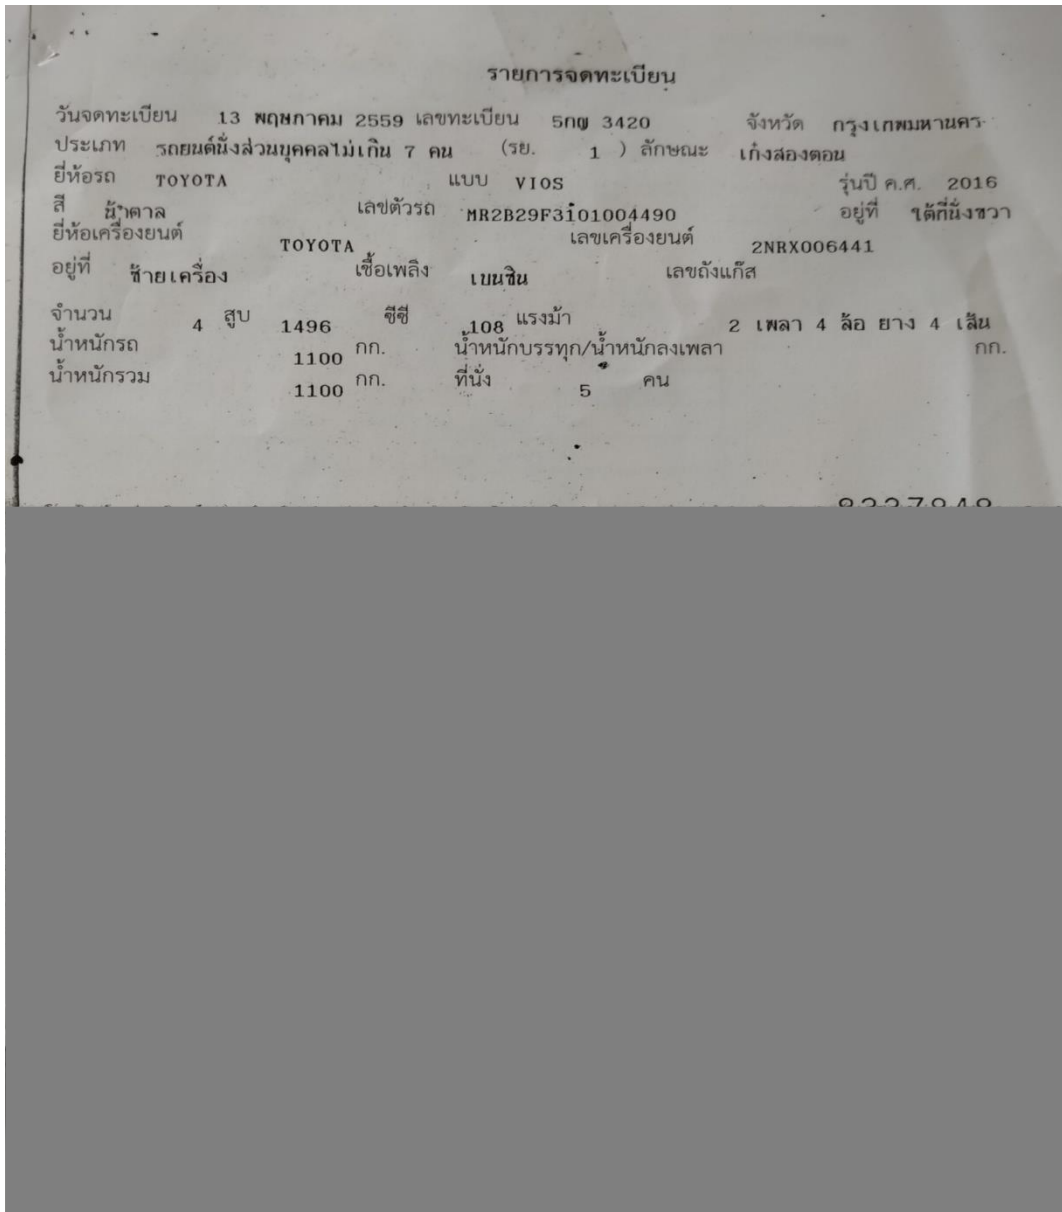 รายการจดทะเบียน
วันจดทะเบียน 13 พฤษภาคม 2559 เลขทะเบียน 5กญ 3420 จังหวัด กรุงเทพมหานคร
ประเภท รถยนต์นั่งส่วนบุคคลไม่เกิน 7 คน (รย. 1 ) ลักษณะ เก๋งสองตอน
ยี่ห้อรถ TOYOTA แบบ VIOS รุ่นปี ค.ศ. 2016
สี น้ำตาล เลขตัวรถ MR2B29F3101004490 อยู่ที่ ใต้ที่นั่งขวา
ยี่ห้อเครื่องยนต์ TOYOTA เลขเครื่องยนต์ 2NRX006441
อยู่ที่ ซ้ายเครื่อง เชื้อเพลิง เบนซิน เลขถังแก๊ส
จำนวน 4 สูบ 1496 ซีซี 108 แรงม้า 2 เพลา 4 ล้อ ยาง 4 เส้น
น้ำหนักรถ 1100 กก. น้ำหนักบรรทุก/น้ำหนักลงเพลา กก.
น้ำหนักรวม 1100 กก. ที่นั่ง 5 คน